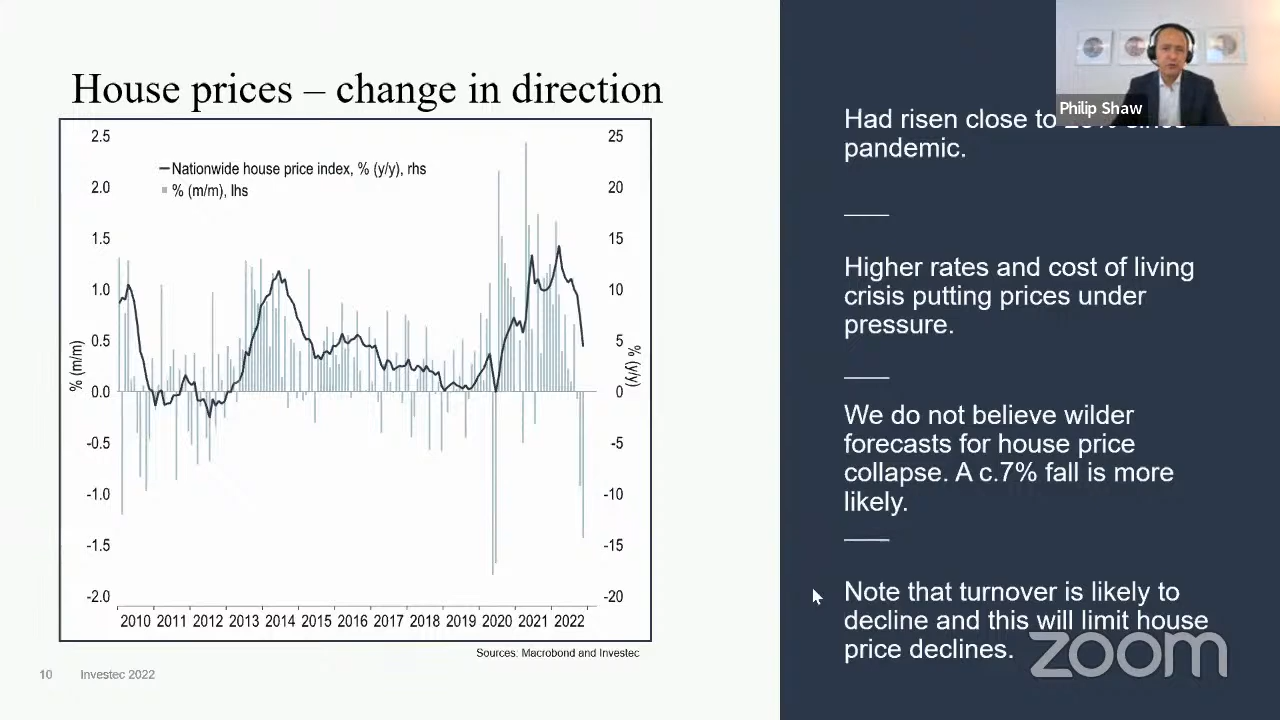 House prices – change in direction
2.5
2.0
1.5
1.0
0.5
0.0
-0.5
-1.0
-1.5
-2.0
% (m/m)
Nationwide house price index, % (y/y), rhs
% (m/m), lhs
25
20
15
10
5
0
-5
-10
-15
-20
% (y/y)
2010 2011 2012 2013 2014 2015 2016 2017 2018 2019 2020 2021 2022
Sources: Macrobond and Investec
10 Investec 2022
Philip Shaw
Had risen close to
pandemic.
Higher rates and cost of living
crisis putting prices under
pressure.
We do not believe wilder
forecasts for house price
collapse. A c.7% fall is more
likely.
Note that turnover is likely to
decline and this will limit house
price declines.
zoom